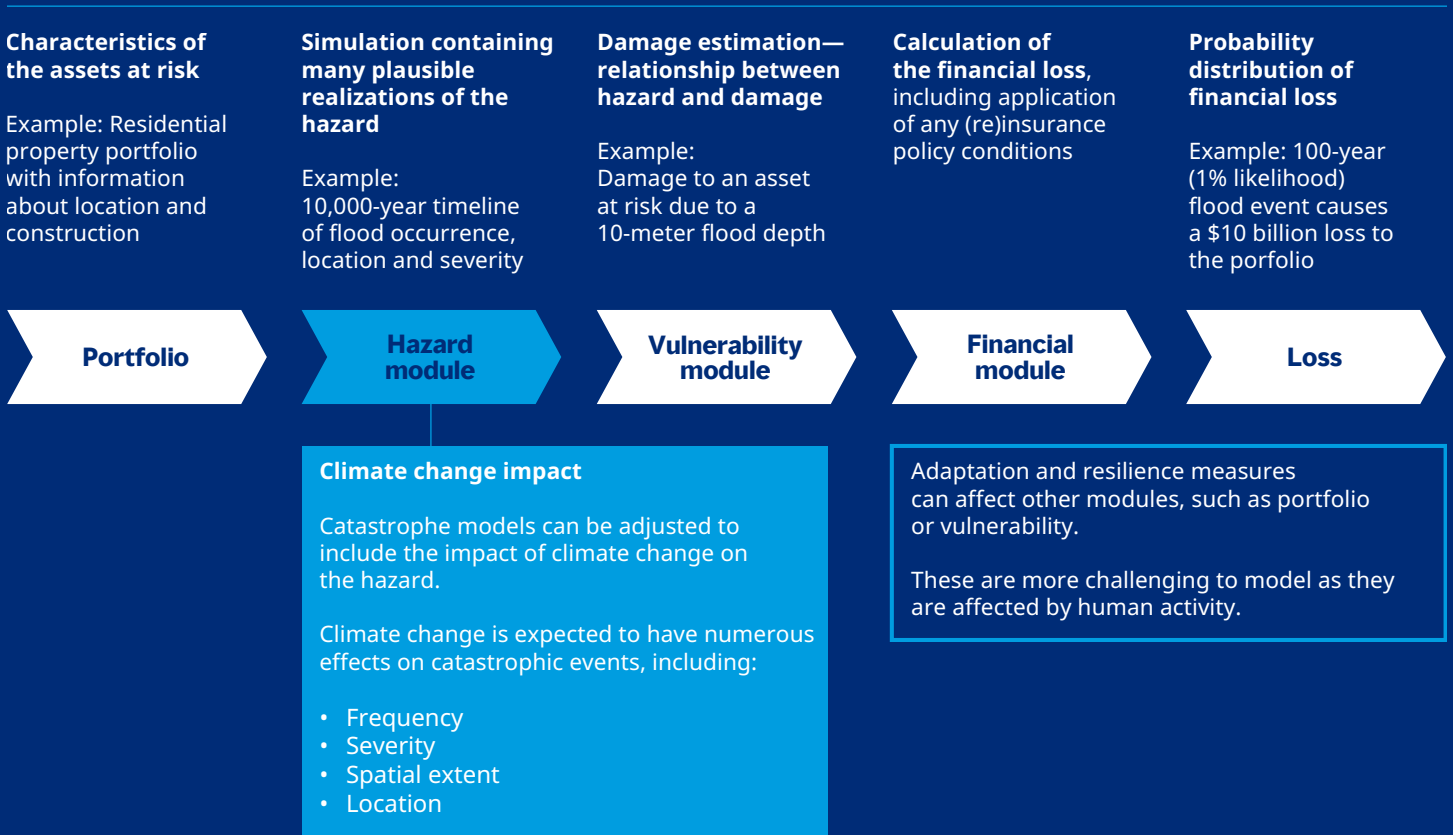 Characteristics of
the assets at risk
Example: Residential
property portfolio
with information
about location and
construction
Simulation containing
many plausible
realizations of the
hazard
Example:
10,000-year timeline
of flood occurrence,
location and severity
Damage estimation—
relationship between
hazard and damage
Example:
Damage to an asset
at risk due to a
10-meter flood depth
Calculation of
the financial loss,
including application
of any (re)insurance
policy conditions
Probability
distribution of
financial loss
Example: 100-year
(1% likelihood)
flood event causes
a $10 billion loss to
the porfolio
Portfolio
Hazard
module
Vulnerability
module
Financial
module
Loss
Climate change impact
Catastrophe models can be adjusted to
include the impact of climate change on
the hazard.
Climate change is expected to have numerous
effects on catastrophic events, including:
• Frequency
• Severity
• Spatial extent
• Location
Adaptation and resilience measures
can affect other modules, such as portfolio
or vulnerability.
These are more challenging to model as they
are affected by human activity.